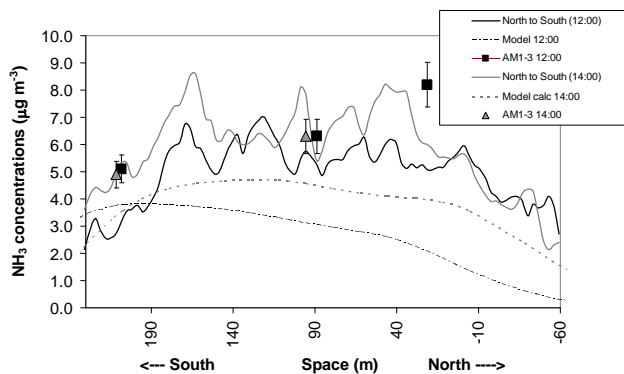 North to South (12:00)
Model 12:00
AM1-3 12:00
North to South (14:00)
Model calc 14:00
AM1-3 14:00
NH3 concentrations (µg m-3)
10.0
9.0
8.0
7.0
6.0
5.0
4.0
3.0
2.0
1.0
0.0
190
140
90
40
-10
-60
<--- South Space (m) North ---->